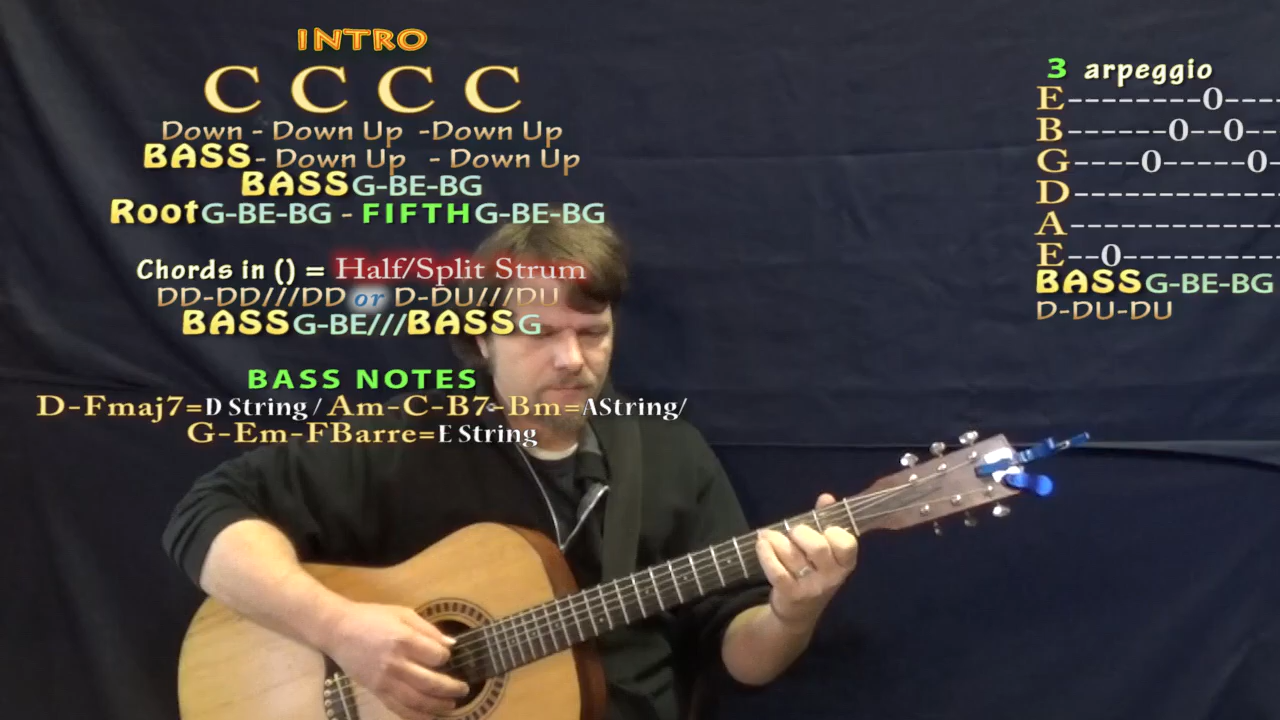 INTRO
C C C C
Down - Down Up -Down Up
BASS- Down Up - Down Up
BASSG-BE-BG
RootG-BE-BG - FIFTHG-BE-BG
Chords in () = Half/Split Strum
DD-DD///DD or D-DU///DU
BASSG-BE///BASSG
BASS NOTES
D-Fmaj7=D String / Am-C-B7-Bm=AString/
G-Em-FBarre=E String
3 arpeggio
E--------0----
B------0--0---
G----0-----0--
D-------------
A-------------
E--0----------
BASSG-BE-BG
D-DU-DU